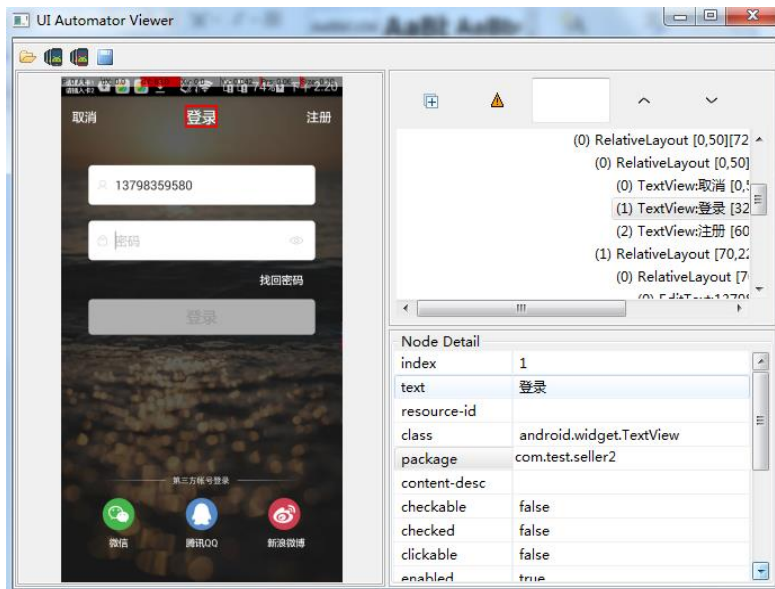 UI Automator Viewer
74%
取消 登录 注册
13798359580
密码
找回密码
登录
第三方帐号登录
微信 腾讯QQ 新浪微博
(0) RelativeLayout [0,50][72
(0) RelativeLayout [0,50]
(0) TextView:取消 [0,5
(1) TextView:登录 [32
(2) TextView:注册 [60
(1) RelativeLayout [70,22
(0) RelativeLayout [7
Node Detail
index 1
text 登录
resource-id
class android.widget.TextView
package com.test.seller2
content-desc
checkable false
checked false
clickable false
enabled true